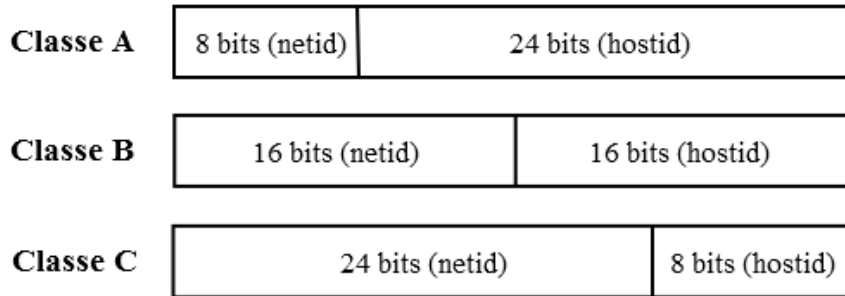 Classe A 8 bits (netid) 24 bits (hostid)
Classe B 16 bits (netid) 16 bits (hostid)
Classe C 24 bits (netid) 8 bits (hostid)